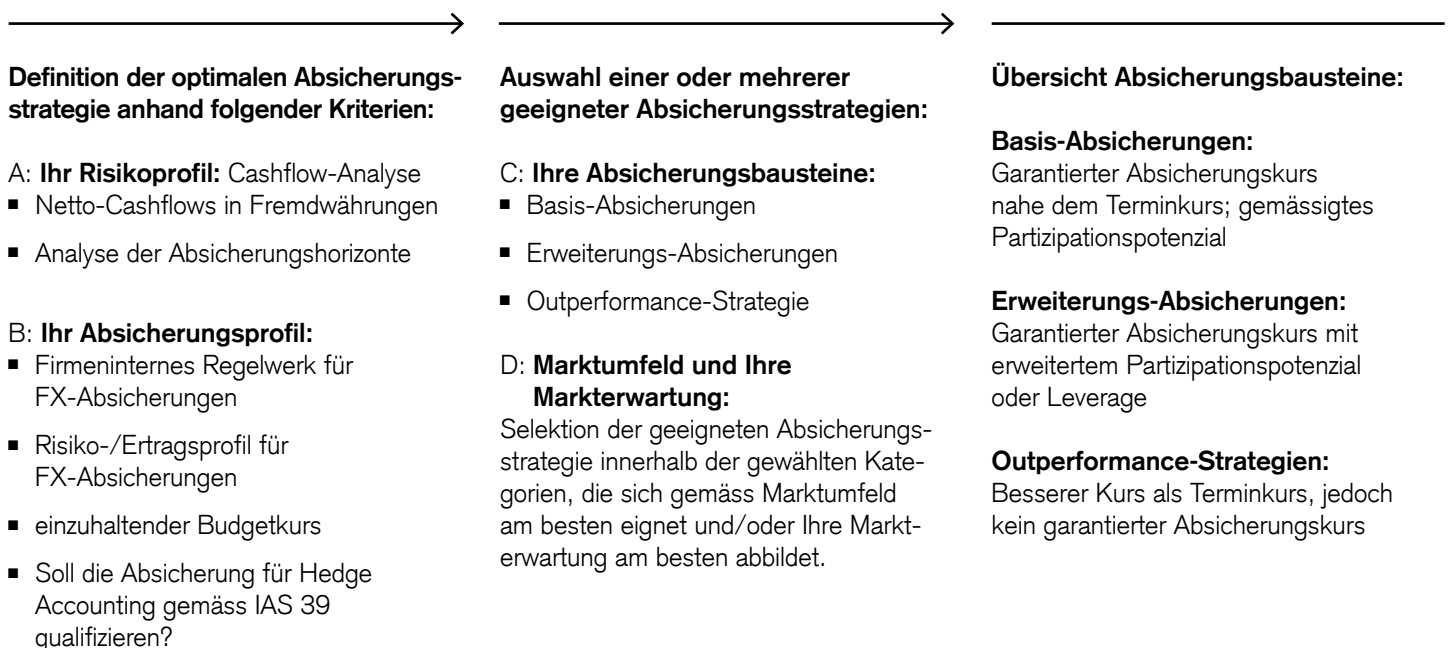 Definition der optimalen Absicherungs-
strategie anhand folgender Kriterien:
A: Ihr Risikoprofil: Cashflow-Analyse
■ Netto-Cashflows in Fremdwährungen
■ Analyse der Absicherungshorizonte
B: Ihr Absicherungsprofil:
■ Firmeninternes Regelwerk für
FX-Absicherungen
■ Risiko-/Ertragsprofil für
FX-Absicherungen
■ einzuhaltender Budgetkurs
■ Soll die Absicherung für Hedge
Accounting gemäss IAS 39
qualifizieren?
Auswahl einer oder mehrerer
geeigneter Absicherungsstrategien:
C: Ihre Absicherungsbausteine:
■ Basis-Absicherungen
■ Erweiterungs-Absicherungen
■ Outperformance-Strategie
D: Marktumfeld und Ihre
Markterwartung:
Selektion der geeigneten Absicherungs-
strategie innerhalb der gewählten Kate-
gorien, die sich gemäss Marktumfeld
am besten eignet und/oder Ihre Markt-
erwartung am besten abbildet.
Übersicht Absicherungsbausteine:
Basis-Absicherungen:
Garantierter Absicherungskurs
nahe dem Terminkurs; gemässigtes
Partizipationspotenzial
Erweiterungs-Absicherungen:
Garantierter Absicherungskurs mit
erweitertem Partizipationspotenzial
oder Leverage
Outperformance-Strategien:
Besserer Kurs als Terminkurs, jedoch
kein garantierter Absicherungskurs